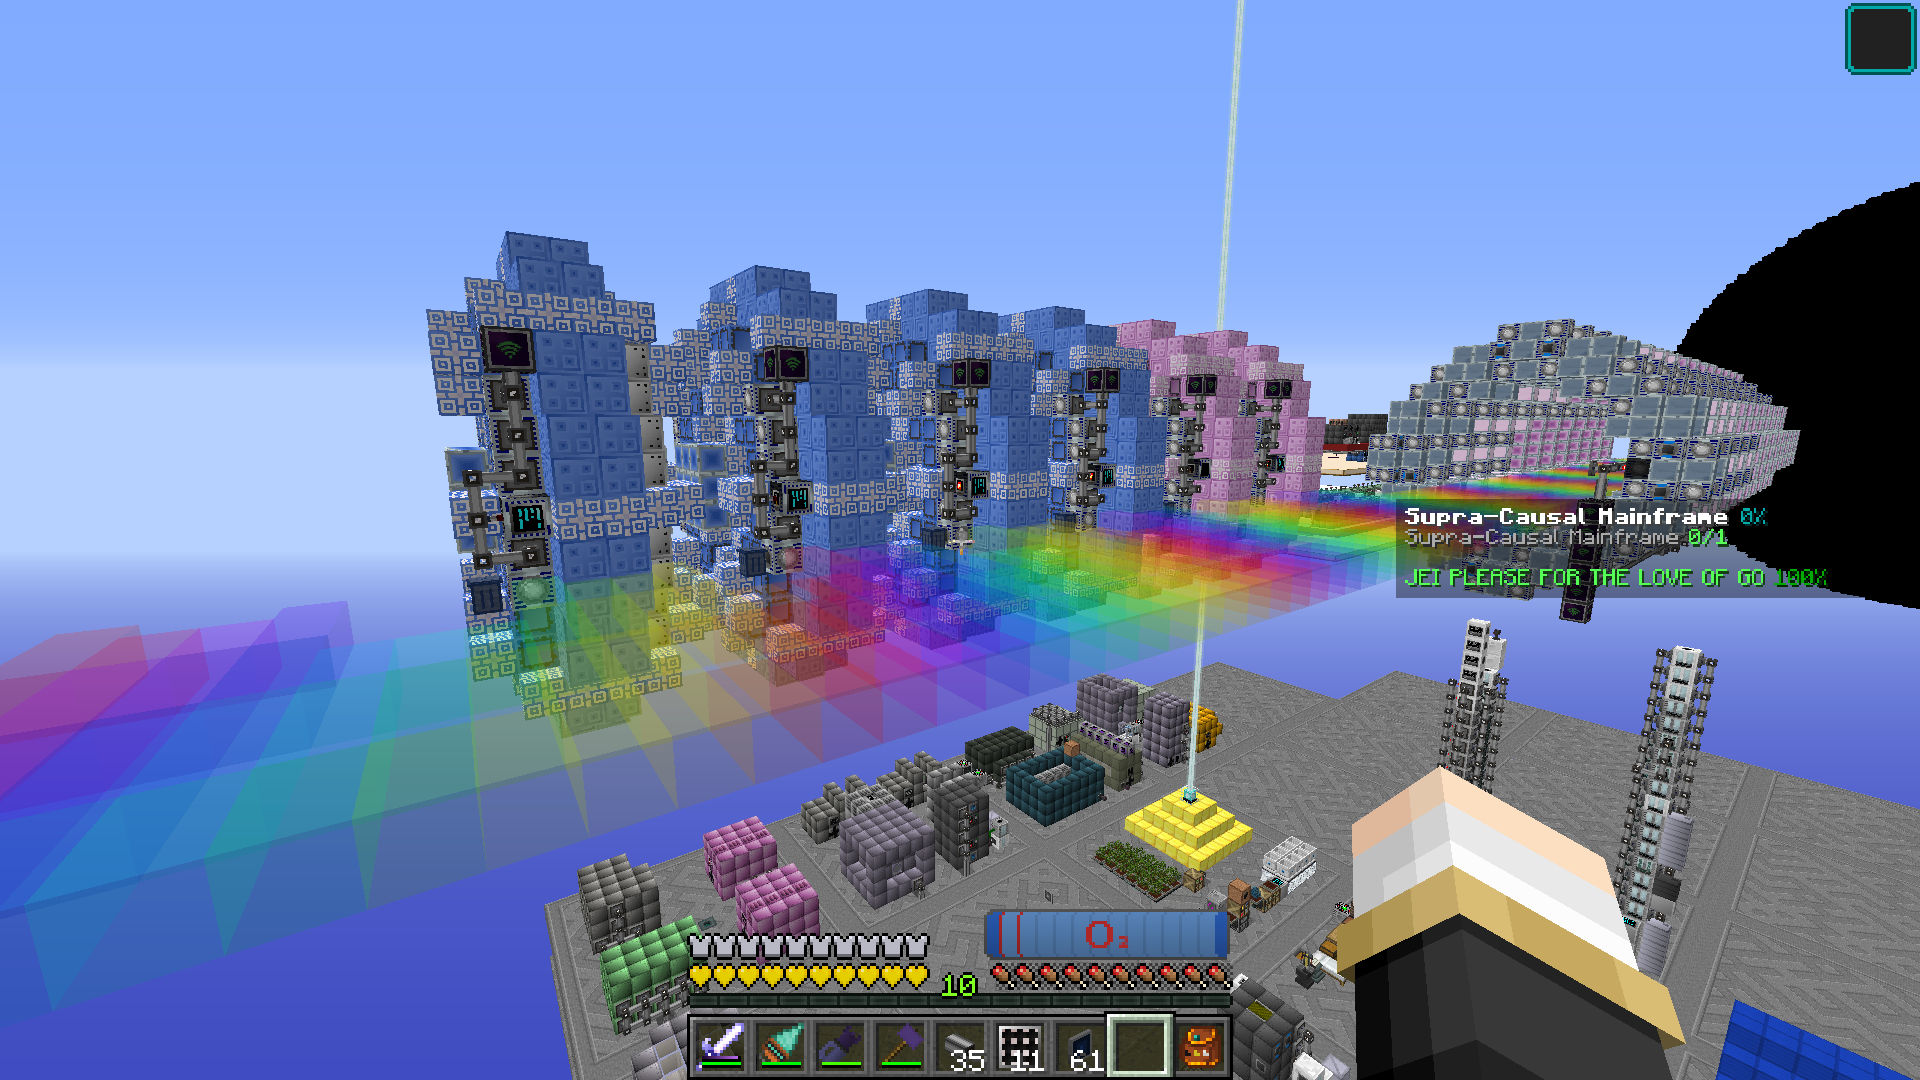 Supra-Causal Mainframe 0%
Supra-Causal Mainframe 0/1
JEI PLEASE FOR THE LOVE OF GO 100%
O₂
10
35 11 61